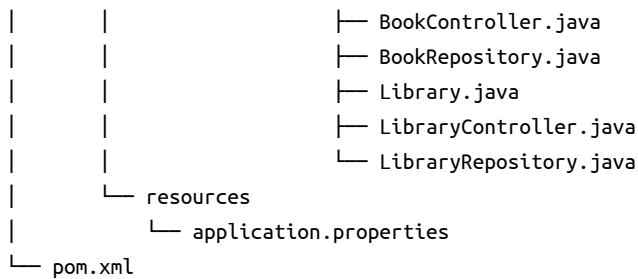 │       │                   ├── BookController.java
│       │                   ├── BookRepository.java
│       │                   ├── Library.java
│       │                   ├── LibraryController.java
│       │                   └── LibraryRepository.java
│       └── resources
│           └── application.properties
└── pom.xml